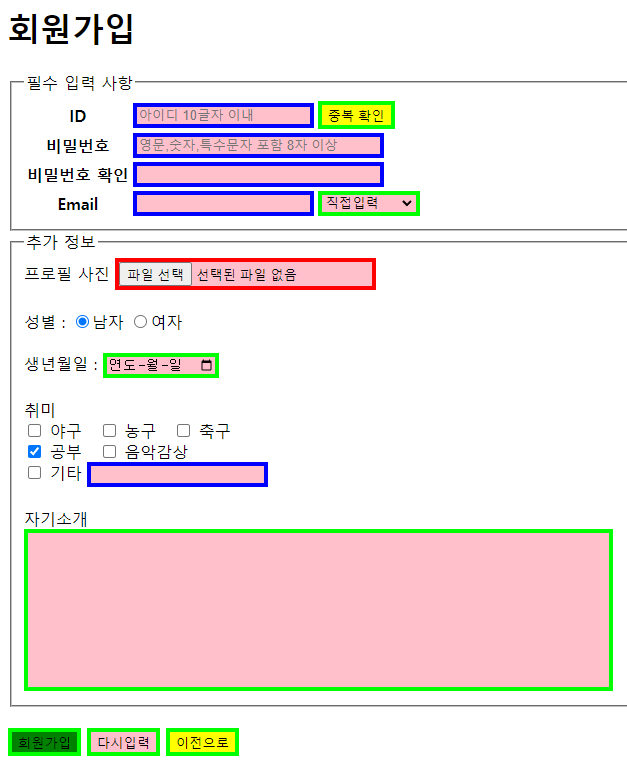 회원가입
필수 입력 사항
ID 아이디 10글자 이내 중복 확인
비밀번호 영문,숫자,특수문자 포함 8자 이상
비밀번호 확인
Email 직접입력
추가 정보
프로필 사진 파일 선택 선택된 파일 없음
성별 : 남자 여자
생년월일 : 연도-월-일
취미
야구 농구 축구
공부 음악감상
기타
자기소개
회원가입 다시입력 이전으로